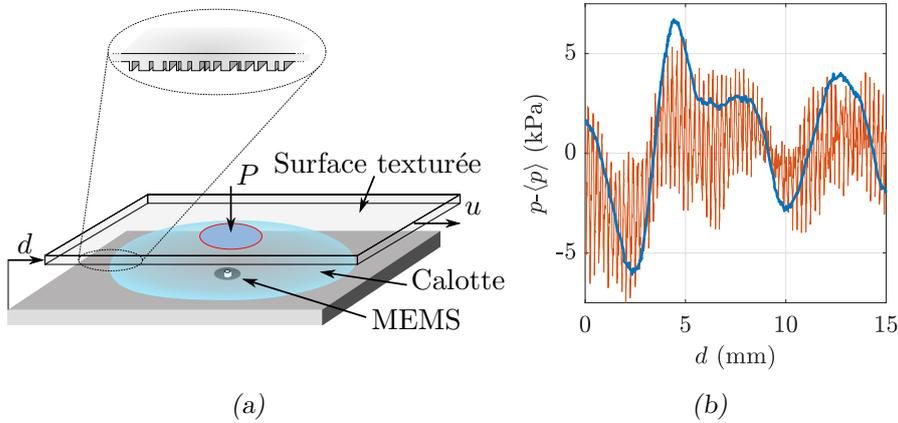 Surface texturée
P
u
d
Calotte
MEMS
(a)
p-⟨p⟩ (kPa)
5
0
-5
0 5 10 15
d (mm)
(b)